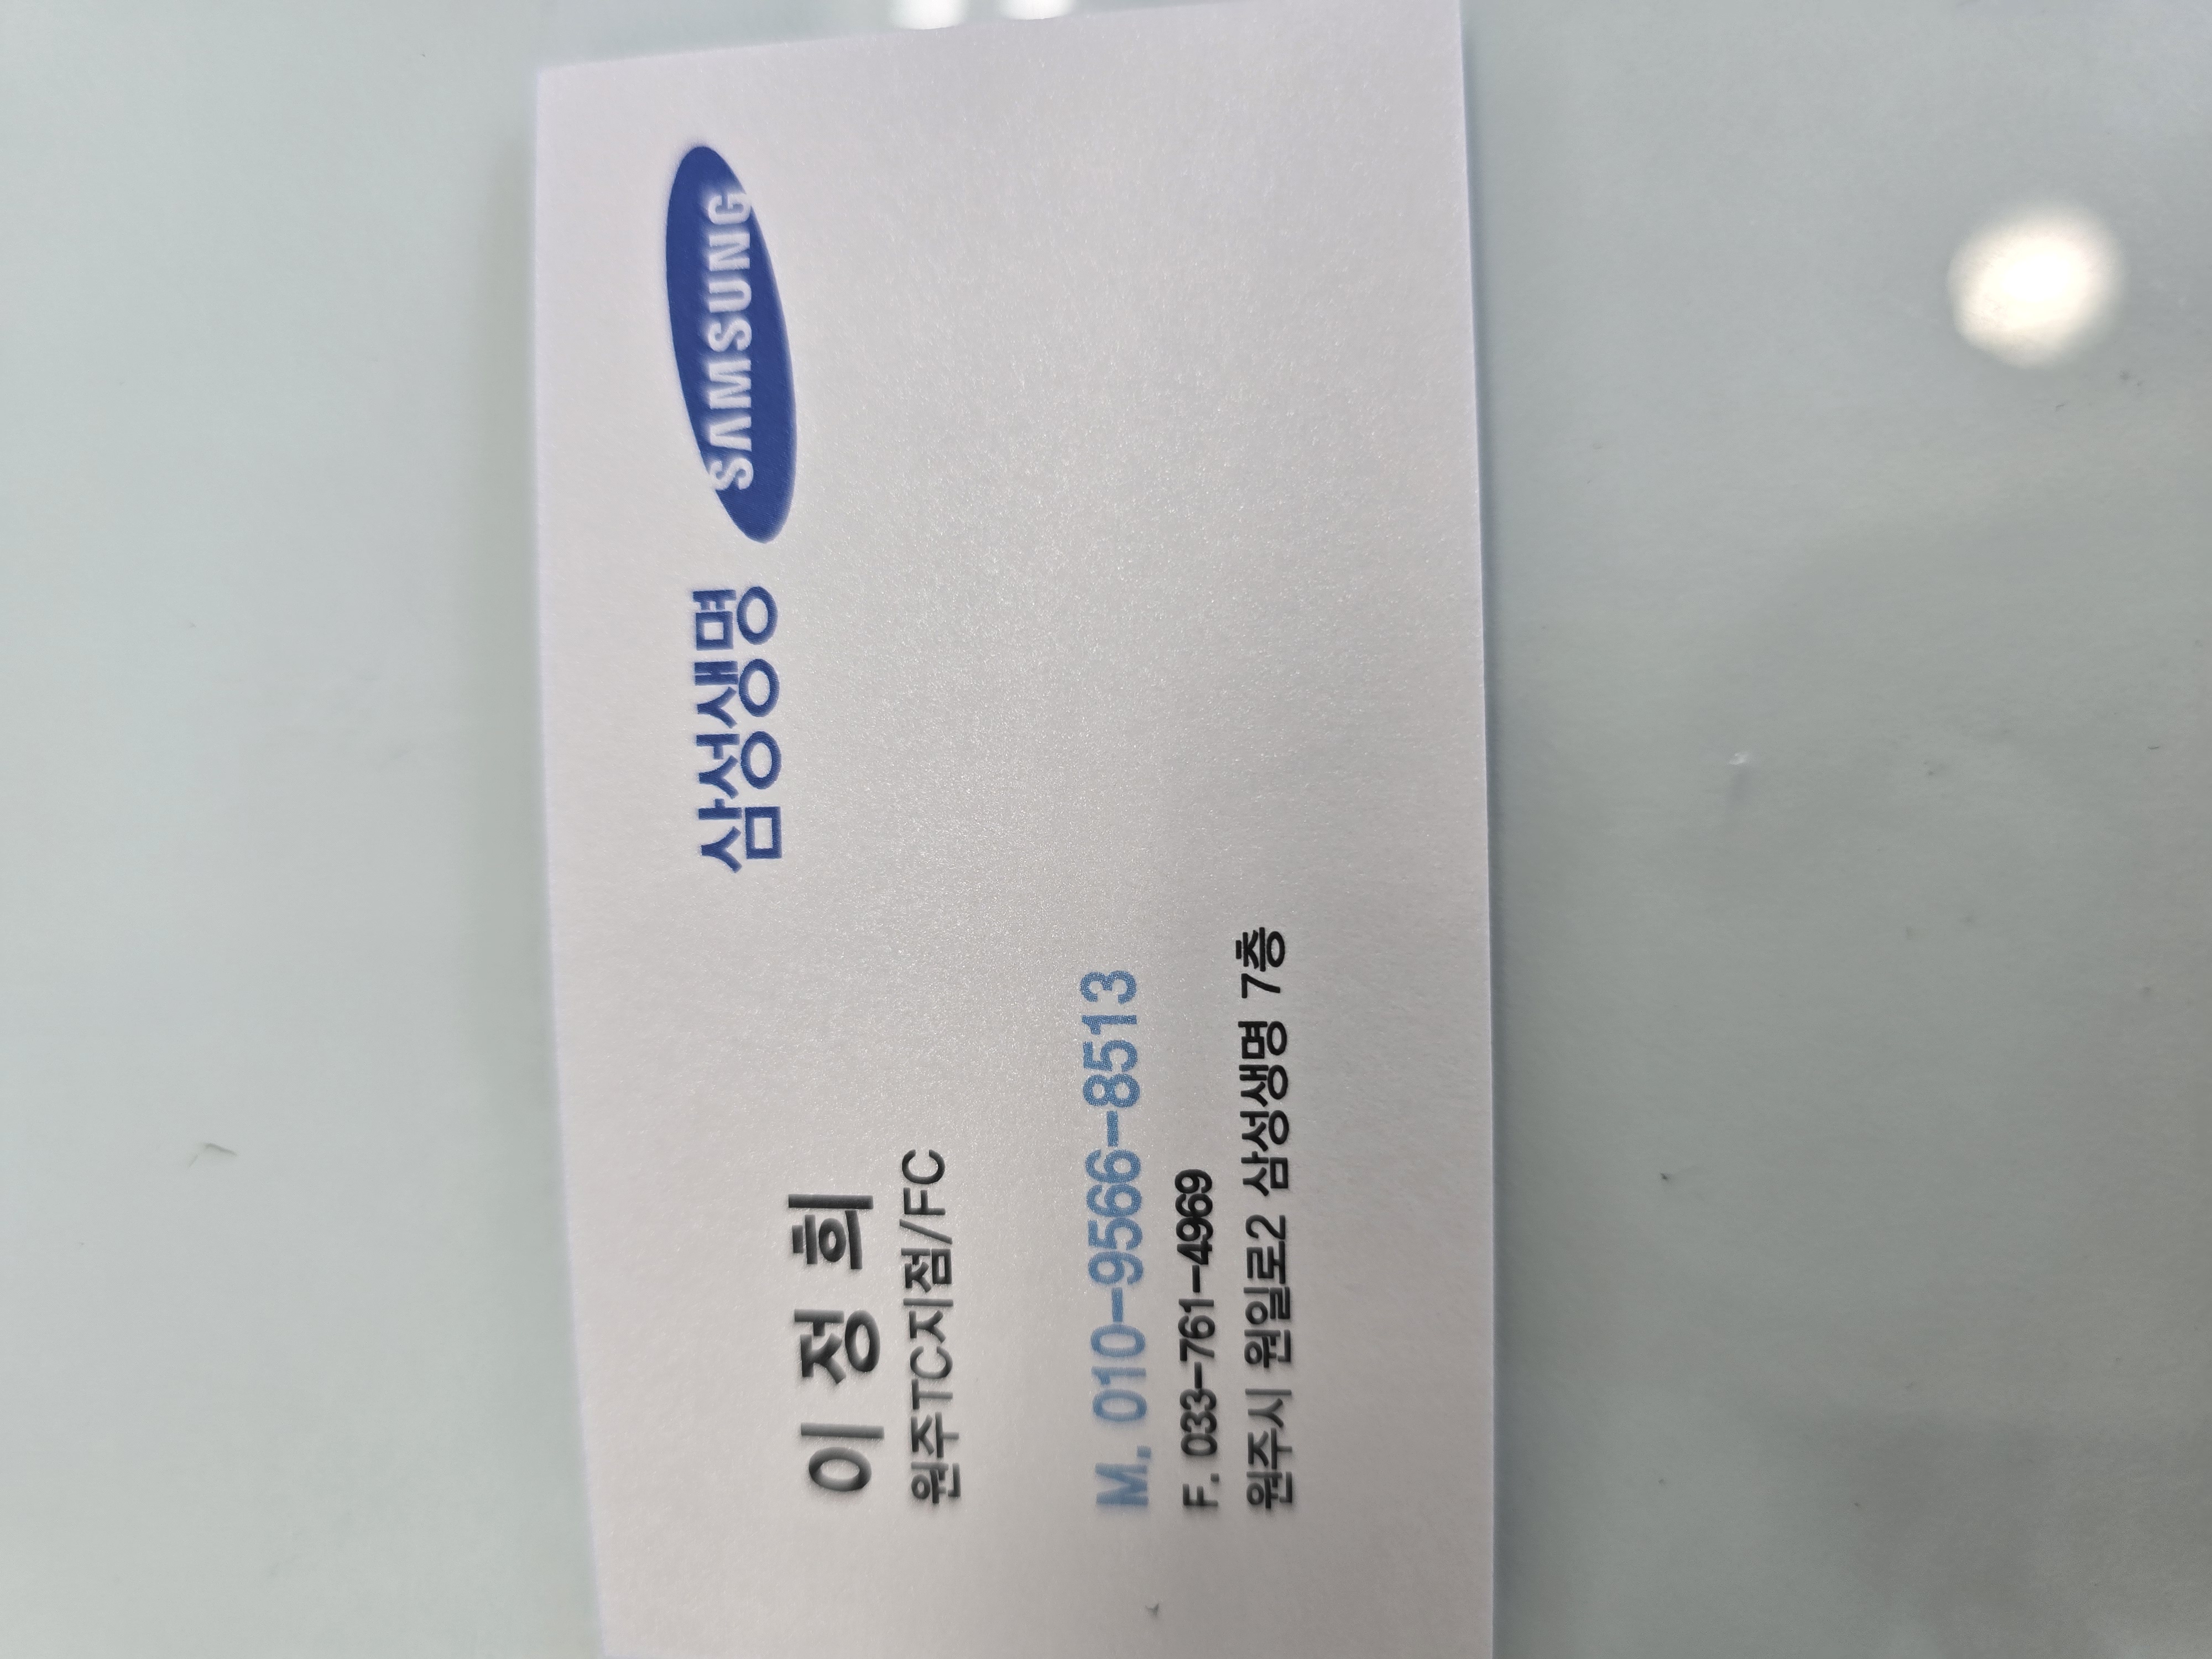 삼성생명 SAMSUNG
이 정 희
원주TC지점/FC
M. 010-9566-8513
F. 033-761-4969
원주시 원일로2 삼성생명 7층